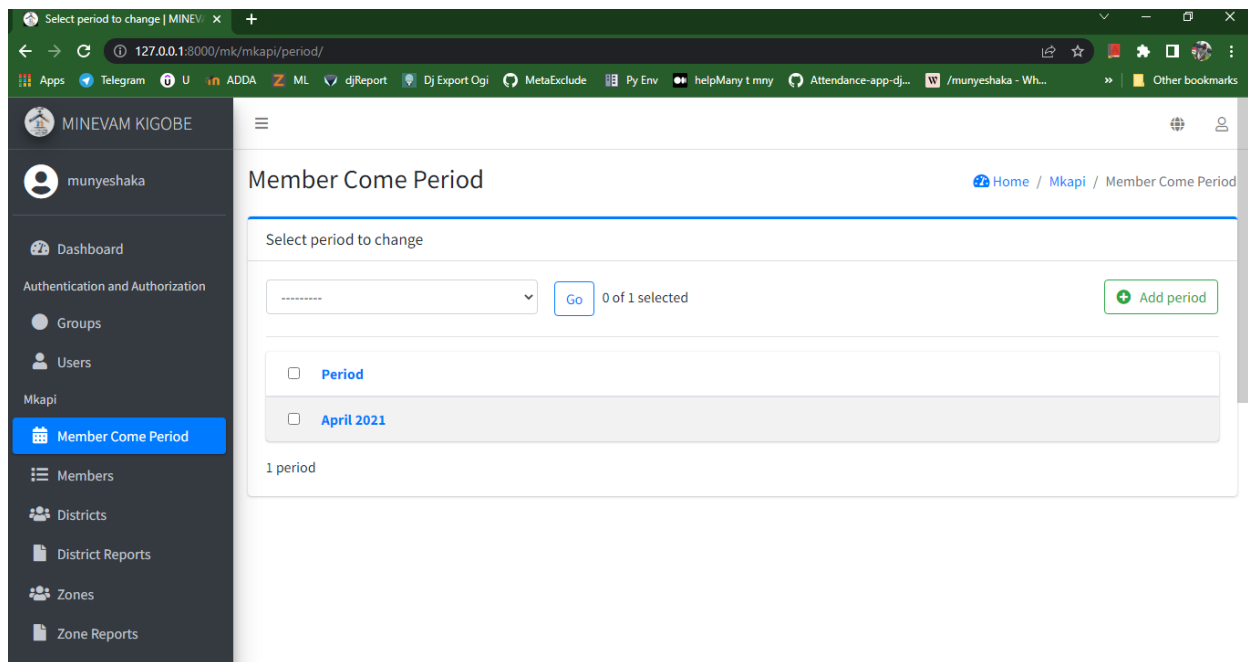 Select period to change | MINEVA
127.0.0.1:8000/mk/mkapi/period/
Apps Telegram U ADDA ML djReport Dj Export Ogi MetaExclude Py Env helpMany t mny Attendance-app-dj... /munyeshaka - Wh... » Other bookmarks
MINEVAM KIGOBE
munyeshaka
Member Come Period
Home / Mkapi / Member Come Period
Dashboard
Authentication and Authorization
Groups
Users
Mkapi
Member Come Period
Members
Districts
District Reports
Zones
Zone Reports
Select period to change
--------- Go 0 of 1 selected Add period
Period
April 2021
1 period